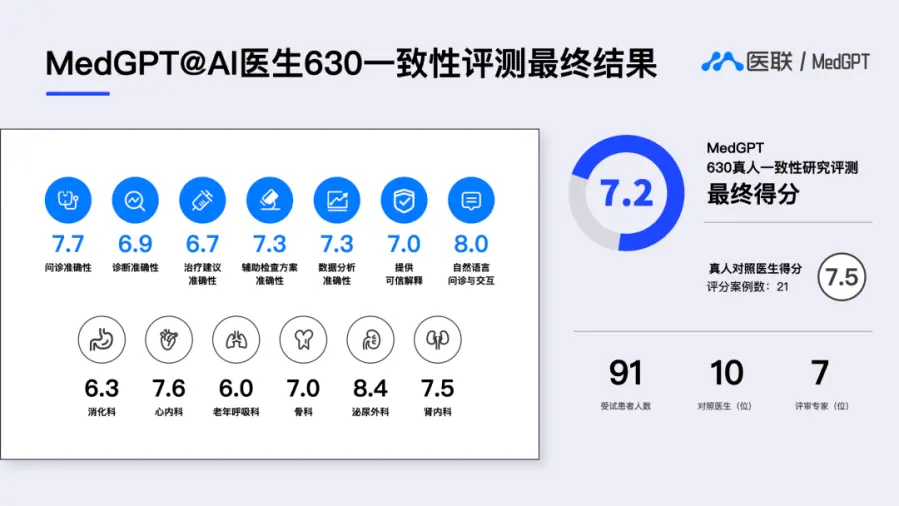 MedGPT@AI医生630一致性评测最终结果
医联 / MedGPT
7.7
问诊准确性
6.9
诊断准确性
6.7
治疗建议
准确性
7.3
辅助检查方案
准确性
7.3
数据分析
准确性
7.0
提供
可信解释
8.0
自然语言
问诊与交互
6.3
消化科
7.6
心内科
6.0
老年呼吸科
7.0
骨科
8.4
泌尿外科
7.5
肾内科
7.2
MedGPT
630真人一致性研究评测
最终得分
真人对照医生得分
评分案例数：21
7.5
91
受试患者人数
10
对照医生（位）
7
评审专家（位）